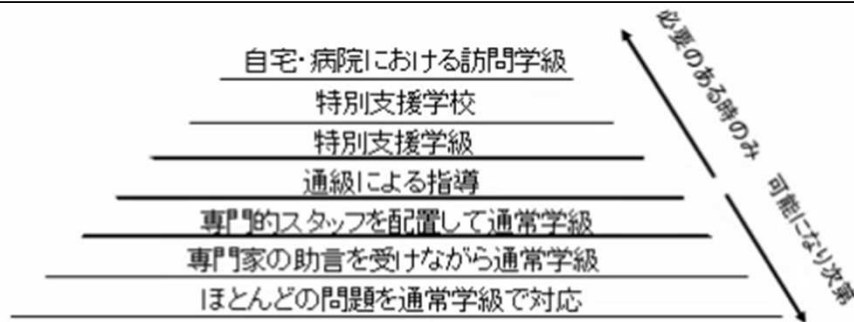 自宅・病院における訪問学級
特別支援学校
特別支援学級
通級による指導
専門的スタッフを配置して通常学級
専門家の助言を受けながら通常学級
ほとんどの問題を通常学級で対応
必要のある時のみ
可能になり次第